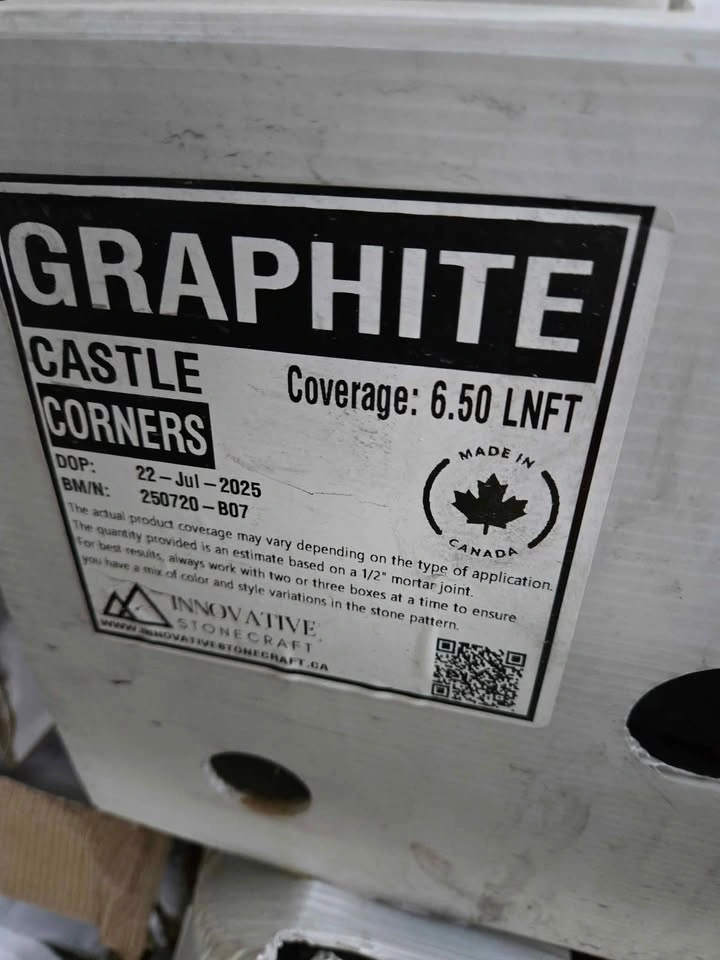 GRAPHITE
CASTLE
CORNERS
Coverage: 6.50 LNFT
DOP: 22-Jul-2025
BM/N: 250720-B07
MADE IN
CANADA
The actual product coverage may vary depending on the type of application.
The quantity provided is an estimate based on a 1/2" mortar joint.
For best results, always work with two or three boxes at a time to ensure
you have a mix of color and style variations in the stone pattern.
INNOVATIVE
STONECRAFT
WWW.INNOVATIVESTONECRAFT.CA